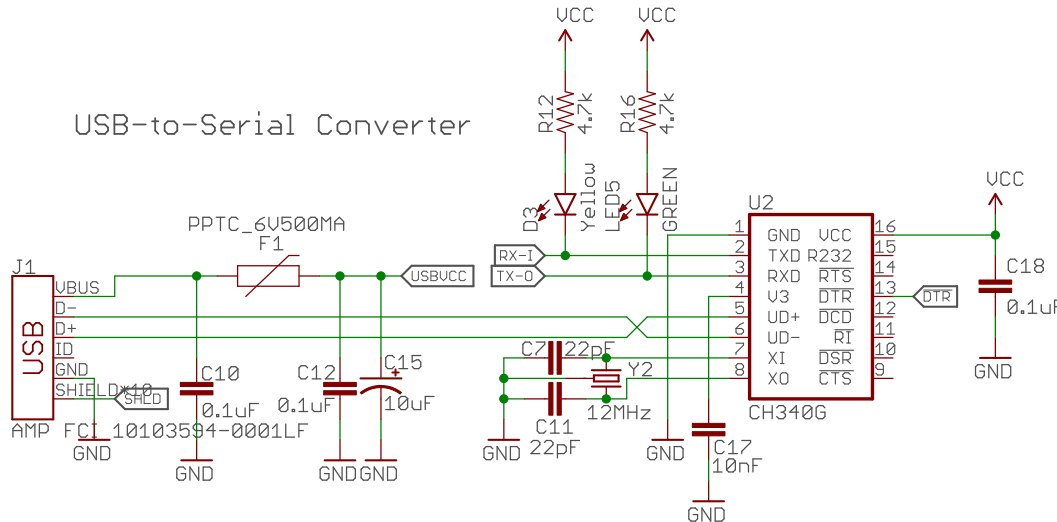 VCC
VCC
R12
4.7k
R16
4.7k
USB-to-Serial Converter
D3
Yellow
LED5
GREEN
VCC
U2
PPTC_6V500MA
F1
RX-I
TX-O
1 GND VCC 16
2 TXD R232 15
3 RXD RTS 14
4 V3 DTR 13
5 UD+ DCD 12
6 UD- RI 11
7 XI DSR 10
8 XO CTS 9
CH340G
DTR
C18
0.1uF
GND
J1
USB
VBUS
D-
D+
ID
GND
SHIELD×10
SHLD
AMP FCI 10103594-0001LF
GND
USBVCC
C10
0.1uF
GND
C12
0.1uF
GND
C15
+
10uF
GND
C7
22pF
Y2
12MHz
C11
22pF
GND
GND
C17
10nF
GND